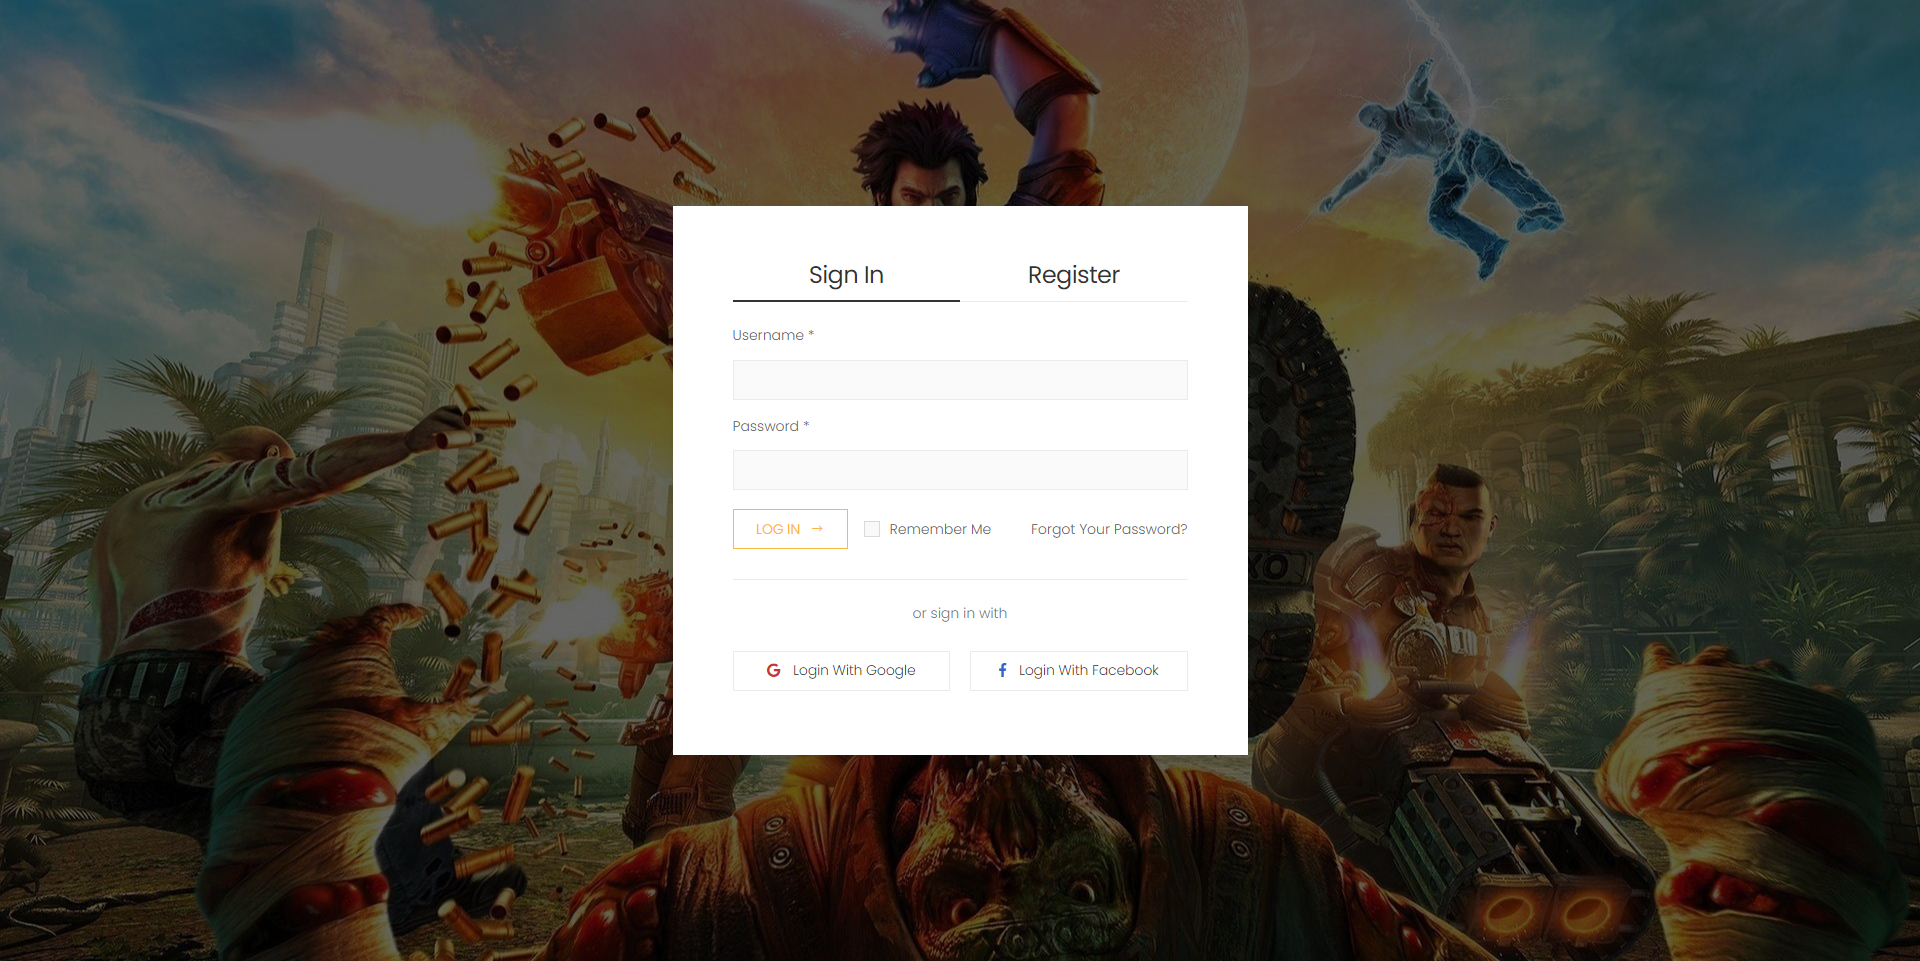 Sign In
Register
Username *
Password *
LOG IN →
Remember Me
Forgot Your Password?
or sign in with
Login With Google
Login With Facebook